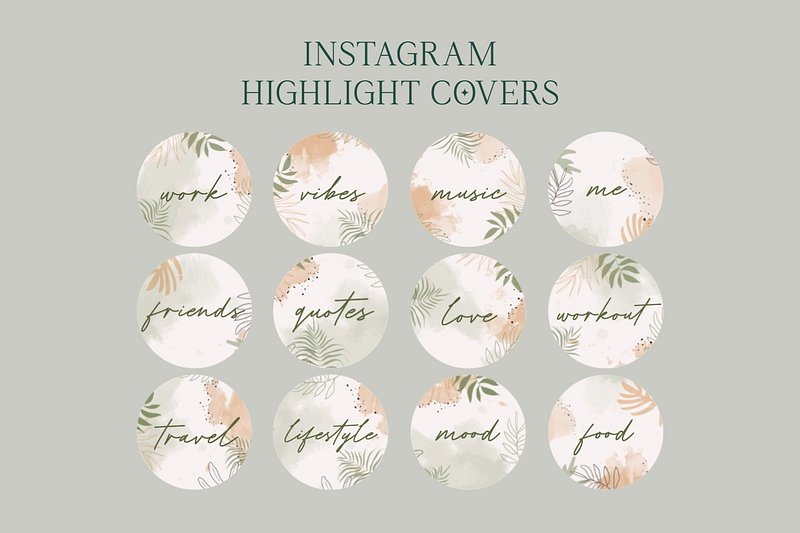 INSTAGRAM
HIGHLIGHT COVERS
work vibes music me
friends quotes love workout
travel lifestyle mood food